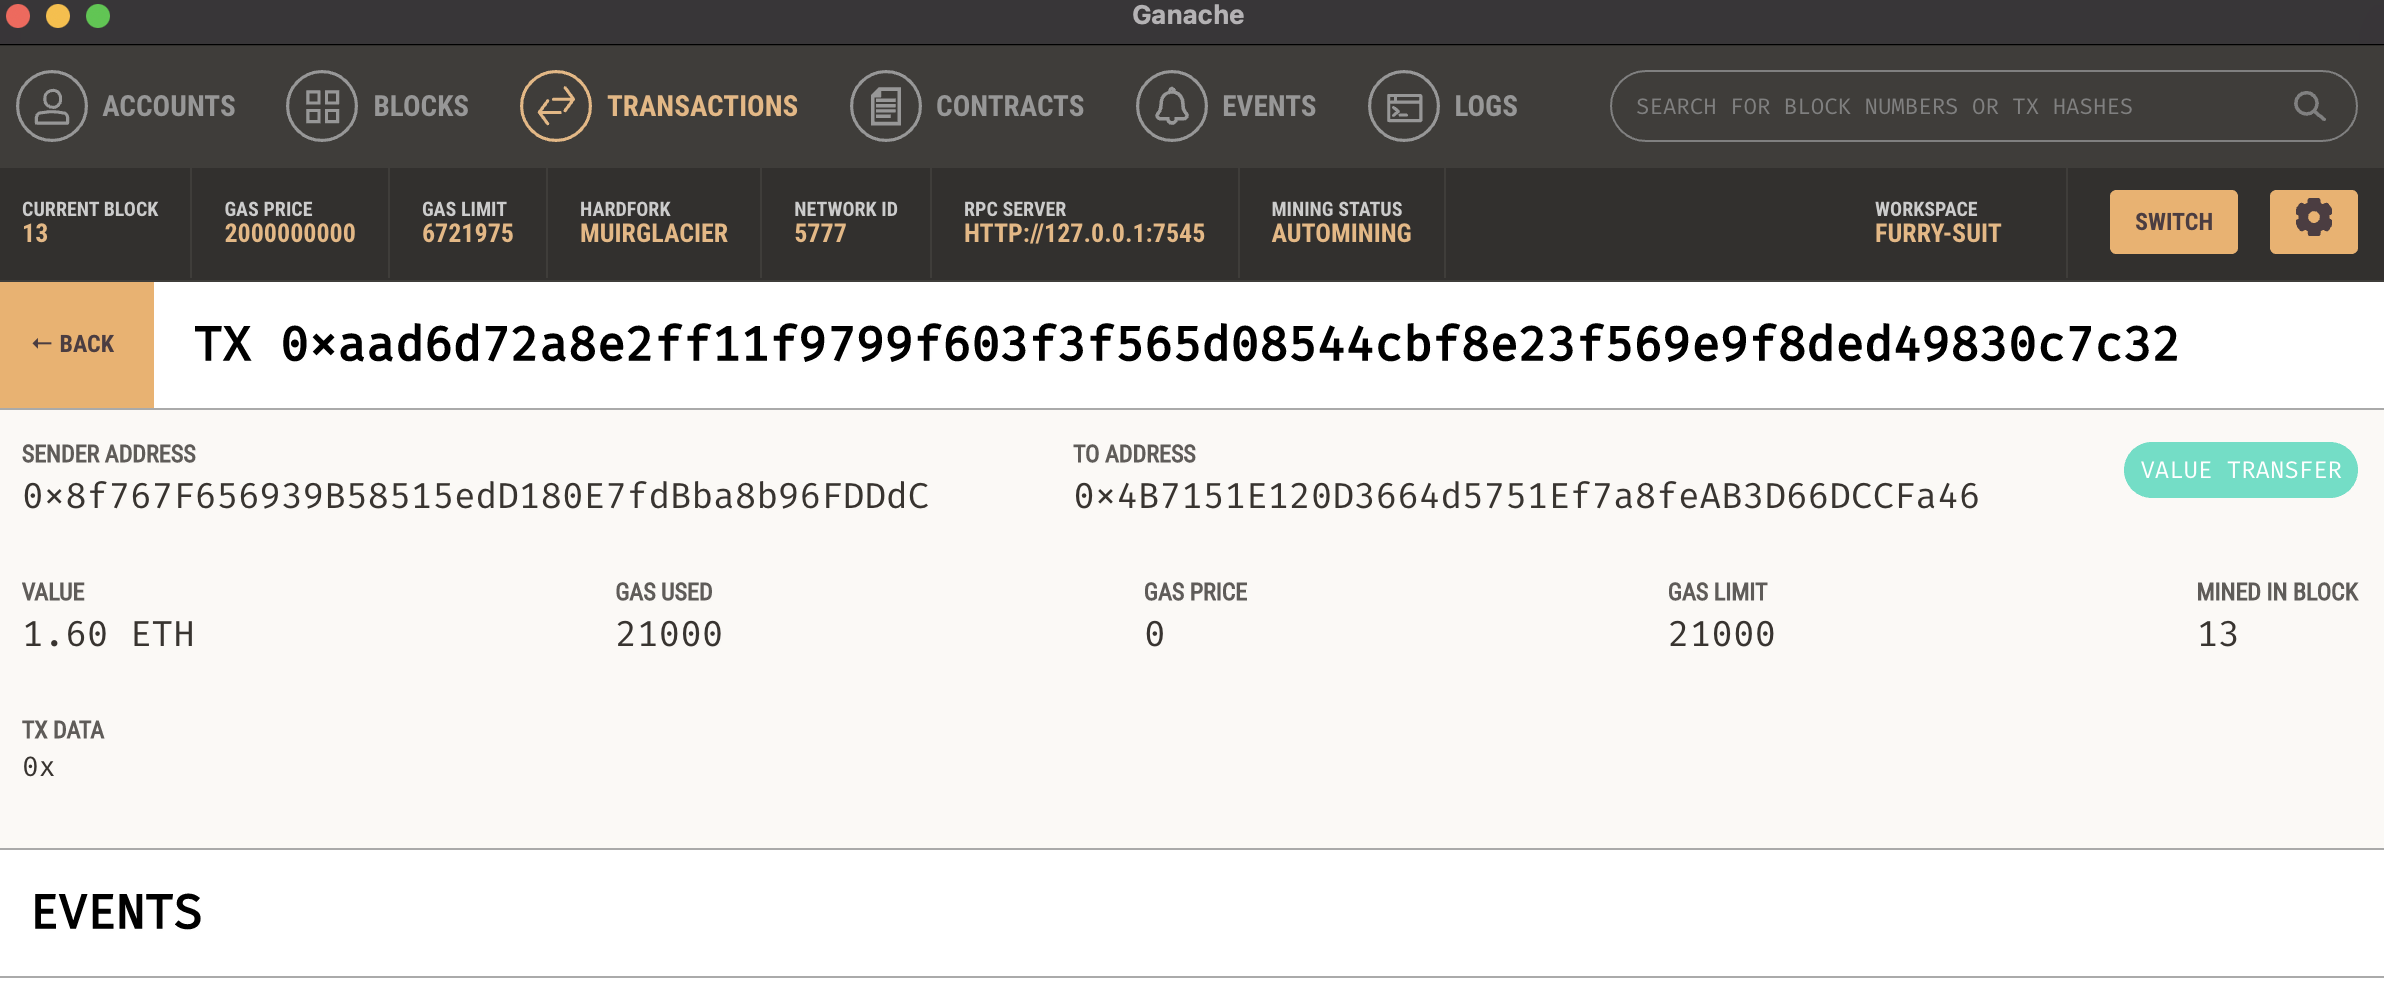 Ganache
ACCOUNTS BLOCKS TRANSACTIONS CONTRACTS EVENTS LOGS SEARCH FOR BLOCK NUMBERS OR TX HASHES
CURRENT BLOCK GAS PRICE GAS LIMIT HARDFORK NETWORK ID RPC SERVER MINING STATUS WORKSPACE
13 2000000000 6721975 MUIRGLACIER 5777 HTTP://127.0.0.1:7545 AUTOMINING FURRY-SUIT SWITCH
← BACK TX 0×aad6d72a8e2ff11f9799f603f3f565d08544cbf8e23f569e9f8ded49830c7c32
SENDER ADDRESS TO ADDRESS
0×8f767F656939B58515edD180E7fdBba8b96FDDdC 0×4B7151E120D3664d5751Ef7a8feAB3D66DCCFa46 VALUE TRANSFER
VALUE GAS USED GAS PRICE GAS LIMIT MINED IN BLOCK
1.60 ETH 21000 0 21000 13
TX DATA
0x
EVENTS